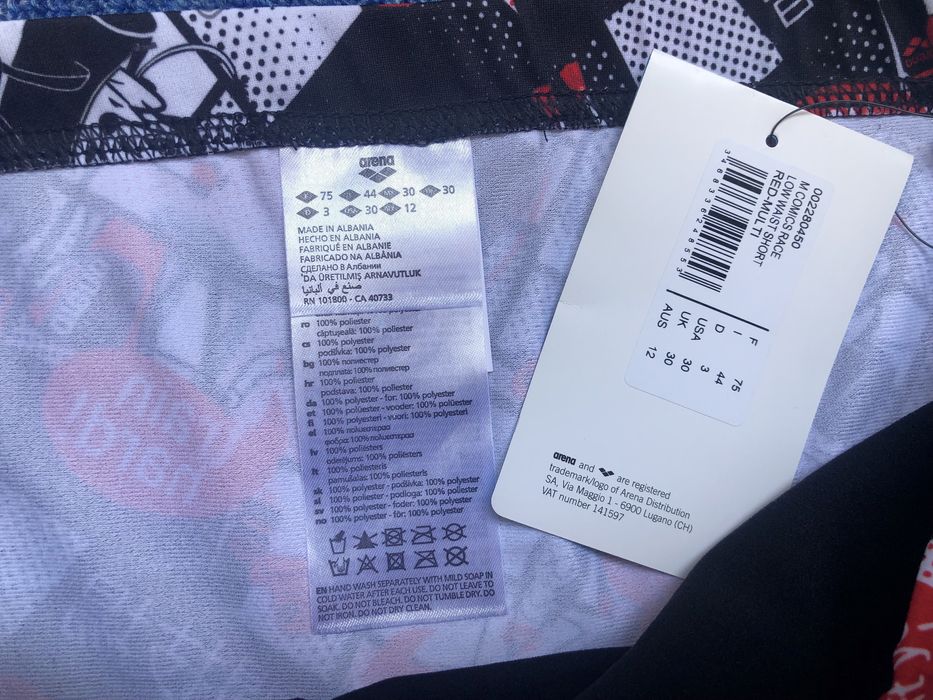 arena
F 75 I 44 30 UK 30
D 3 USA 30 AUS 12
MADE IN ALBANIA
HECHO EN ALBANIA
FABRIQUÉ EN ALBANIE
FABRICADO NA ALBÂNIA
СДЕЛАНО В Албании
'DA ÜRETILMIŞ ARNAVUTLUK
صنع في ألبانيا
RN 101800 - CA 40733
ro 100% poliester
căptuşeală: 100% poliester
cs 100% polyester
podšívka: 100% polyester
bg 100% полиестер
подплата: 100% полиестер
hr 100% poliester
podstava: 100% poliester
da 100% polyester - for: 100% polyester
et 100% polüester - vooder: 100% polüester
fi 100% polyesteri - vuori: 100% polyesteri
el 100% πολυεστερας
φοδρα: 100% πολυεστερας
lv 100% poliesters
oderējums: 100% poliesters
lt 100% poliesteris
pamušalas: 100% poliesteris
sk 100% polyester - podšívka: 100% polyester
sl 100% poliester - podloga: 100% poliester
sv 100% polyester - foder: 100% polyester
no 100% polyester - fôr: 100% polyester
EN HAND WASH SEPARATELY WITH MILD SOAP IN
COLD WATER AFTER EACH USE. DO NOT LEAVE TO
SOAK. DO NOT BLEACH. DO NOT TUMBLE DRY. DO
NOT IRON. DO NOT DRY CLEAN.
002280450
M COMICS RACE
LOW WAIST SHORT
RED-MULTI
3468336248553
F 75
I 44
D 3
USA 30
UK 30
AUS 12
arena and are registered
trademark/logo of Arena Distribution
SA, Via Maggio 1 - 6900 Lugano (CH)
VAT number 141597